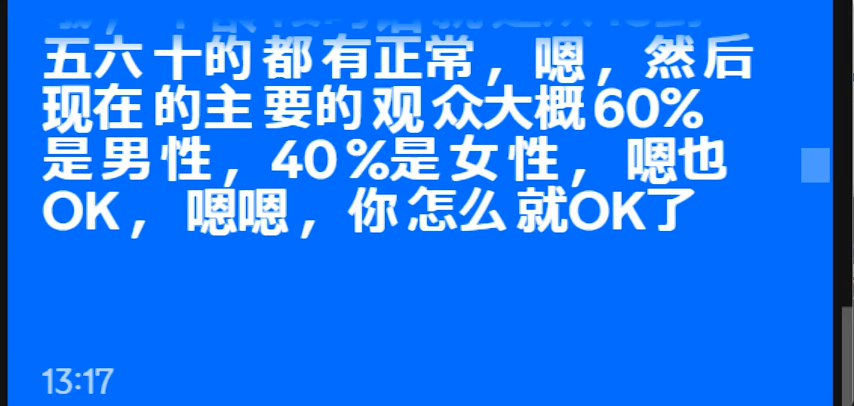 五六十的都有正常，嗯，然后
现在的主要的观众大概60%
是男性，40%是女性，嗯也
OK，嗯嗯，你怎么就OK了
13:17